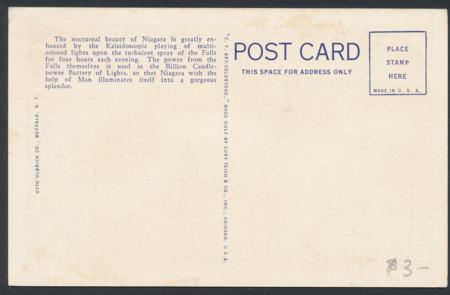 The nocturnal beauty of Niagara is greatly en-
hanced by the Kaleidoscopic playing of multi-
colored lights upon the turbulent spray of the Falls
for four hours each evening. The power from the
Falls themselves is used in the Billion Candle-
power Battery of Lights, so that Niagara with the
help of Man illuminates itself into a gorgeous
splendor.
OTTO ULBRICH CO., BUFFALO, N. Y.
"C. T. ART-COLORTONE," MADE ONLY BY CURT TEICH & CO., INC., CHICAGO, U.S.A.
POST CARD
THIS SPACE FOR ADDRESS ONLY
PLACE
STAMP
HERE
MADE IN U. S. A.
$3-